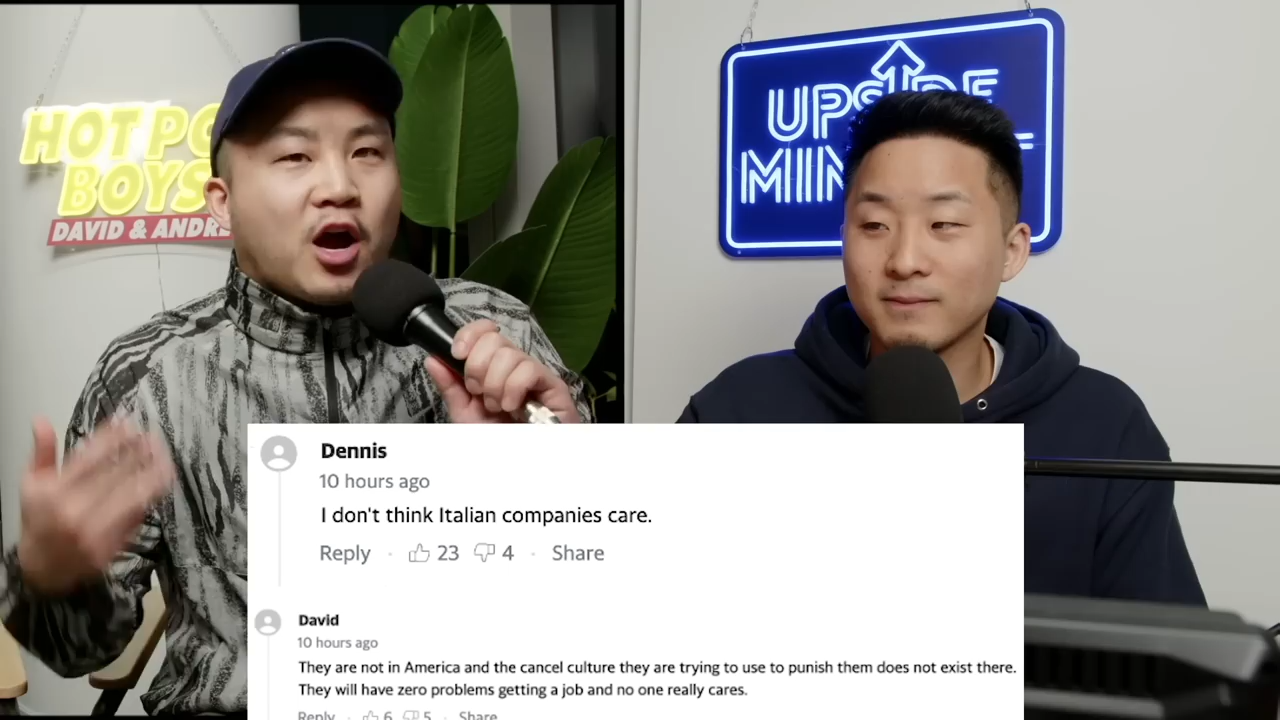 HOT PO
BOYS
DAVID & ANDRE
UPSIDE
MIN
Dennis
10 hours ago
I don't think Italian companies care.
Reply · 23 4 · Share
David
10 hours ago
They are not in America and the cancel culture they are trying to use to punish them does not exist there.
They will have zero problems getting a job and no one really cares.
Reply · 6 5 · Share